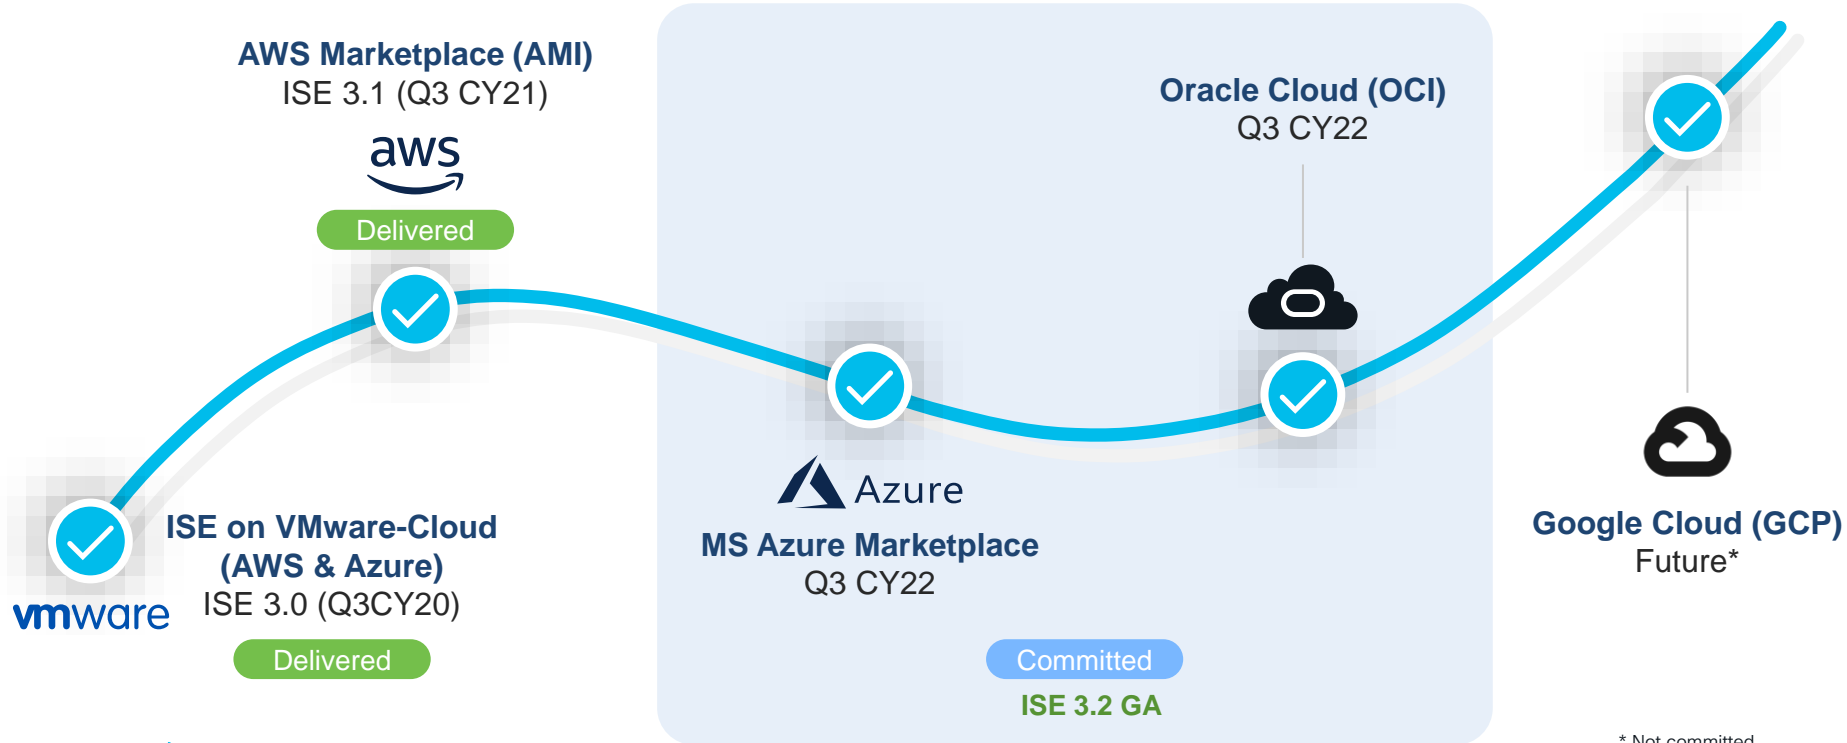 AWS Marketplace (AMI)
ISE 3.1 (Q3 CY21)
aws
Delivered
ISE on VMware-Cloud
(AWS & Azure)
ISE 3.0 (Q3CY20)
vmware
Delivered
Azure
MS Azure Marketplace
Q3 CY22
Oracle Cloud (OCI)
Q3 CY22
Committed
ISE 3.2 GA
Google Cloud (GCP)
Future*
* Not committed